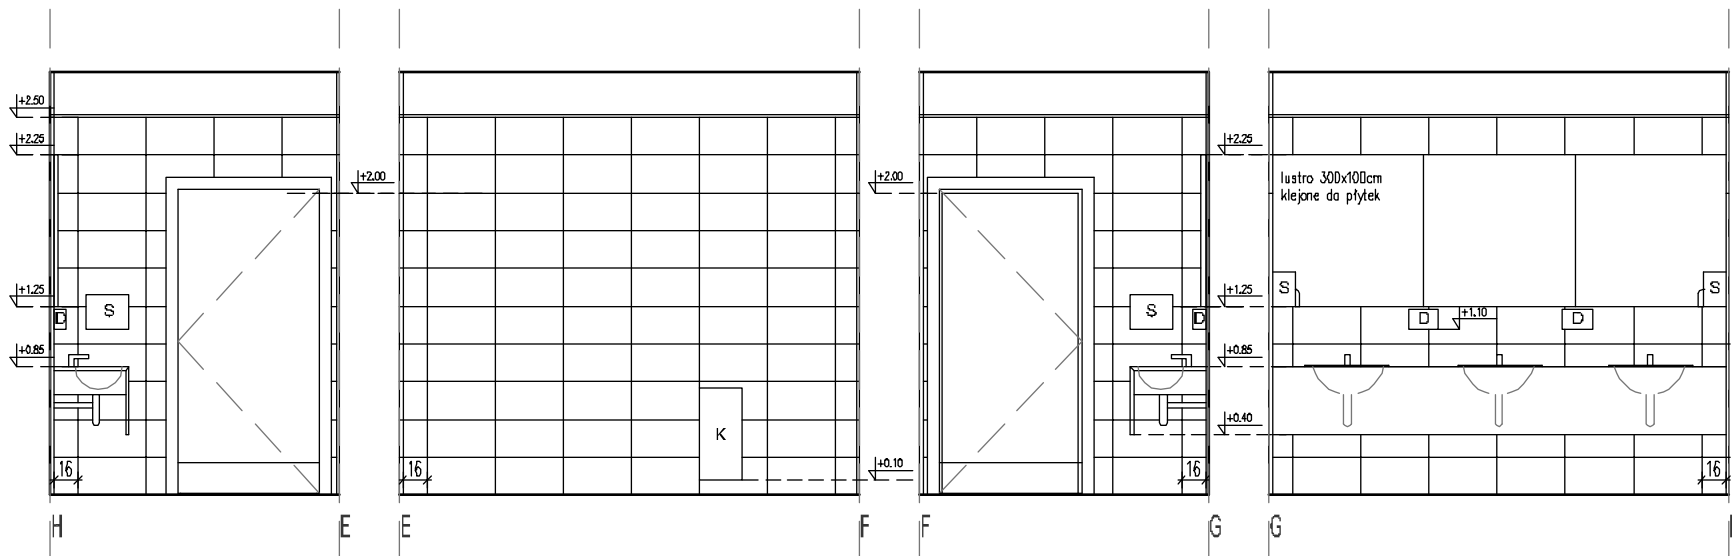 +2.50
+2.25
+2.00
+1.25
S
D
+0.85
16
H
E
K
16
E
F
+2.00
+0.10
S
D
16
F
G
+2.25
+1.25
+0.85
+0.40
lustro 300x100cm
klejone da płytek
S
S
D
+1.10
D
16
G